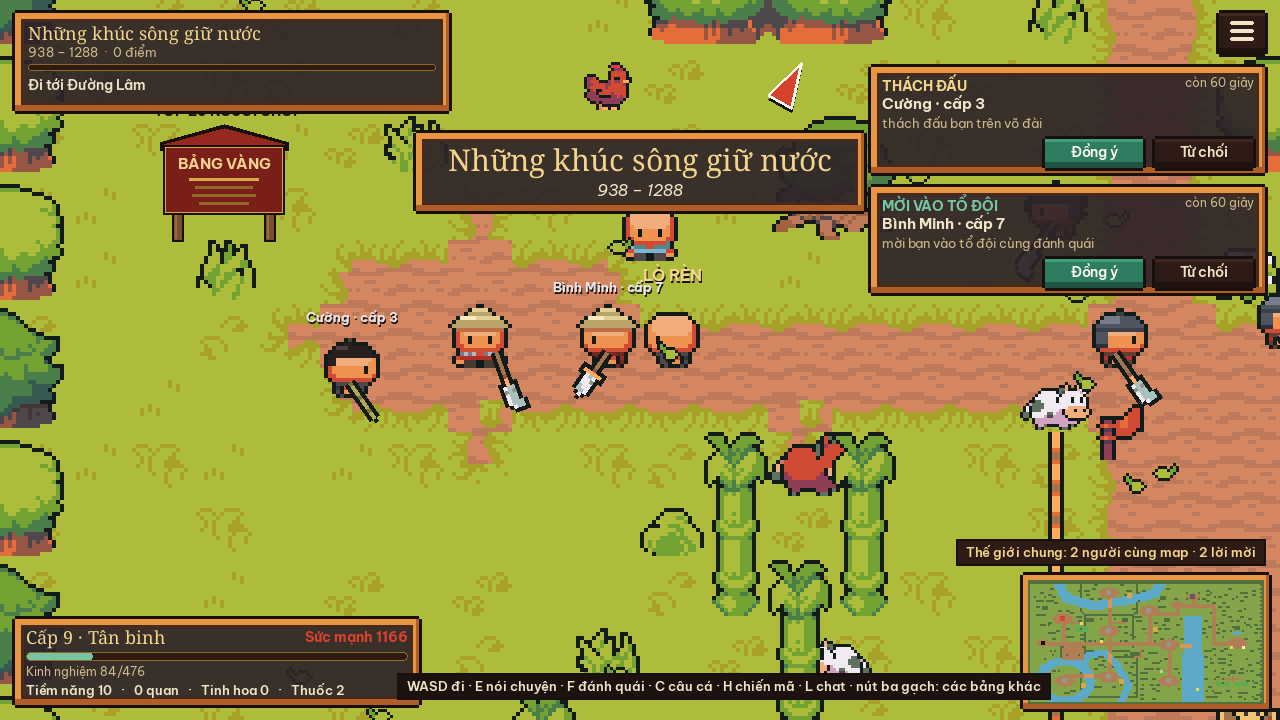 Những khúc sông giữ nước
938 – 1288 · 0 điểm
Đi tới Đường Lâm
BẢNG VÀNG
Những khúc sông giữ nước
938 – 1288
THÁCH ĐẤU
còn 60 giây
Cường · cấp 3
thách đấu bạn trên võ đài
Đồng ý
Từ chối
MỜI VÀO TỔ ĐỘI
còn 60 giây
Bình Minh · cấp 7
mời bạn vào tổ đội cùng đánh quái
Đồng ý
Từ chối
LÒ RÈN
Bình Minh · cấp 7
Cường · cấp 3
Thế giới chung: 2 người cùng map · 2 lời mời
Cấp 9 · Tân binh
Sức mạnh 1166
Kinh nghiệm 84/476
Tiềm năng 10 · 0 quan · Tinh hoa 0 · Thuốc 2
WASD đi · E nói chuyện · F đánh quái · C câu cá · H chiến mã · L chat · nút ba gạch: các bảng khác